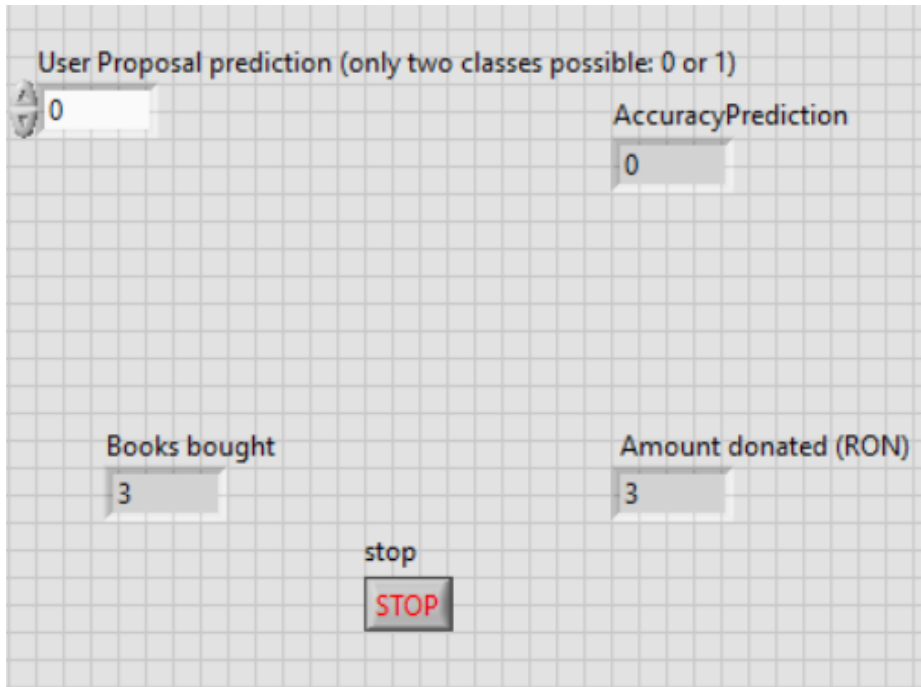 User Proposal prediction (only two classes possible: 0 or 1)
0
AccuracyPrediction
0
Books bought
3
Amount donated (RON)
3
stop
STOP